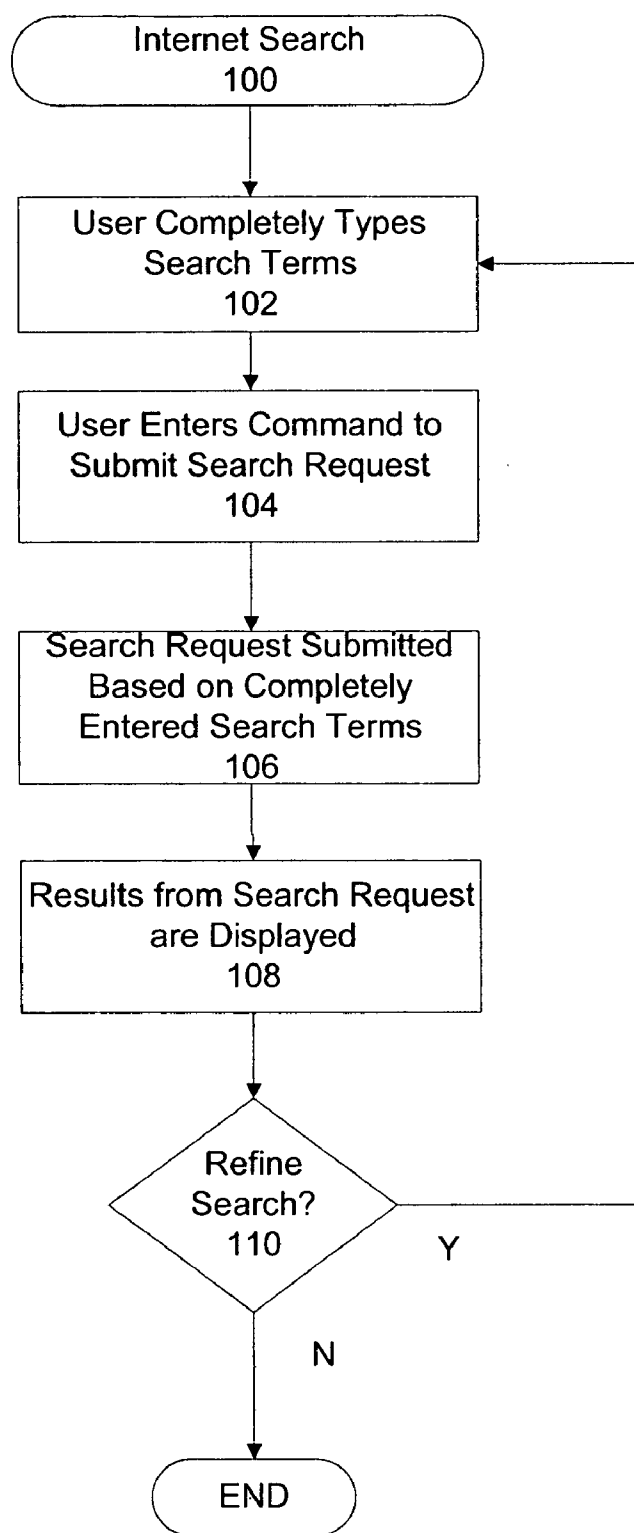 Internet Search
100
User Completely Types
Search Terms
102
User Enters Command to
Submit Search Request
104
Search Request Submitted
Based on Completely
Entered Search Terms
106
Results from Search Request
are Displayed
108
Refine
Search?
110
Y
N
END